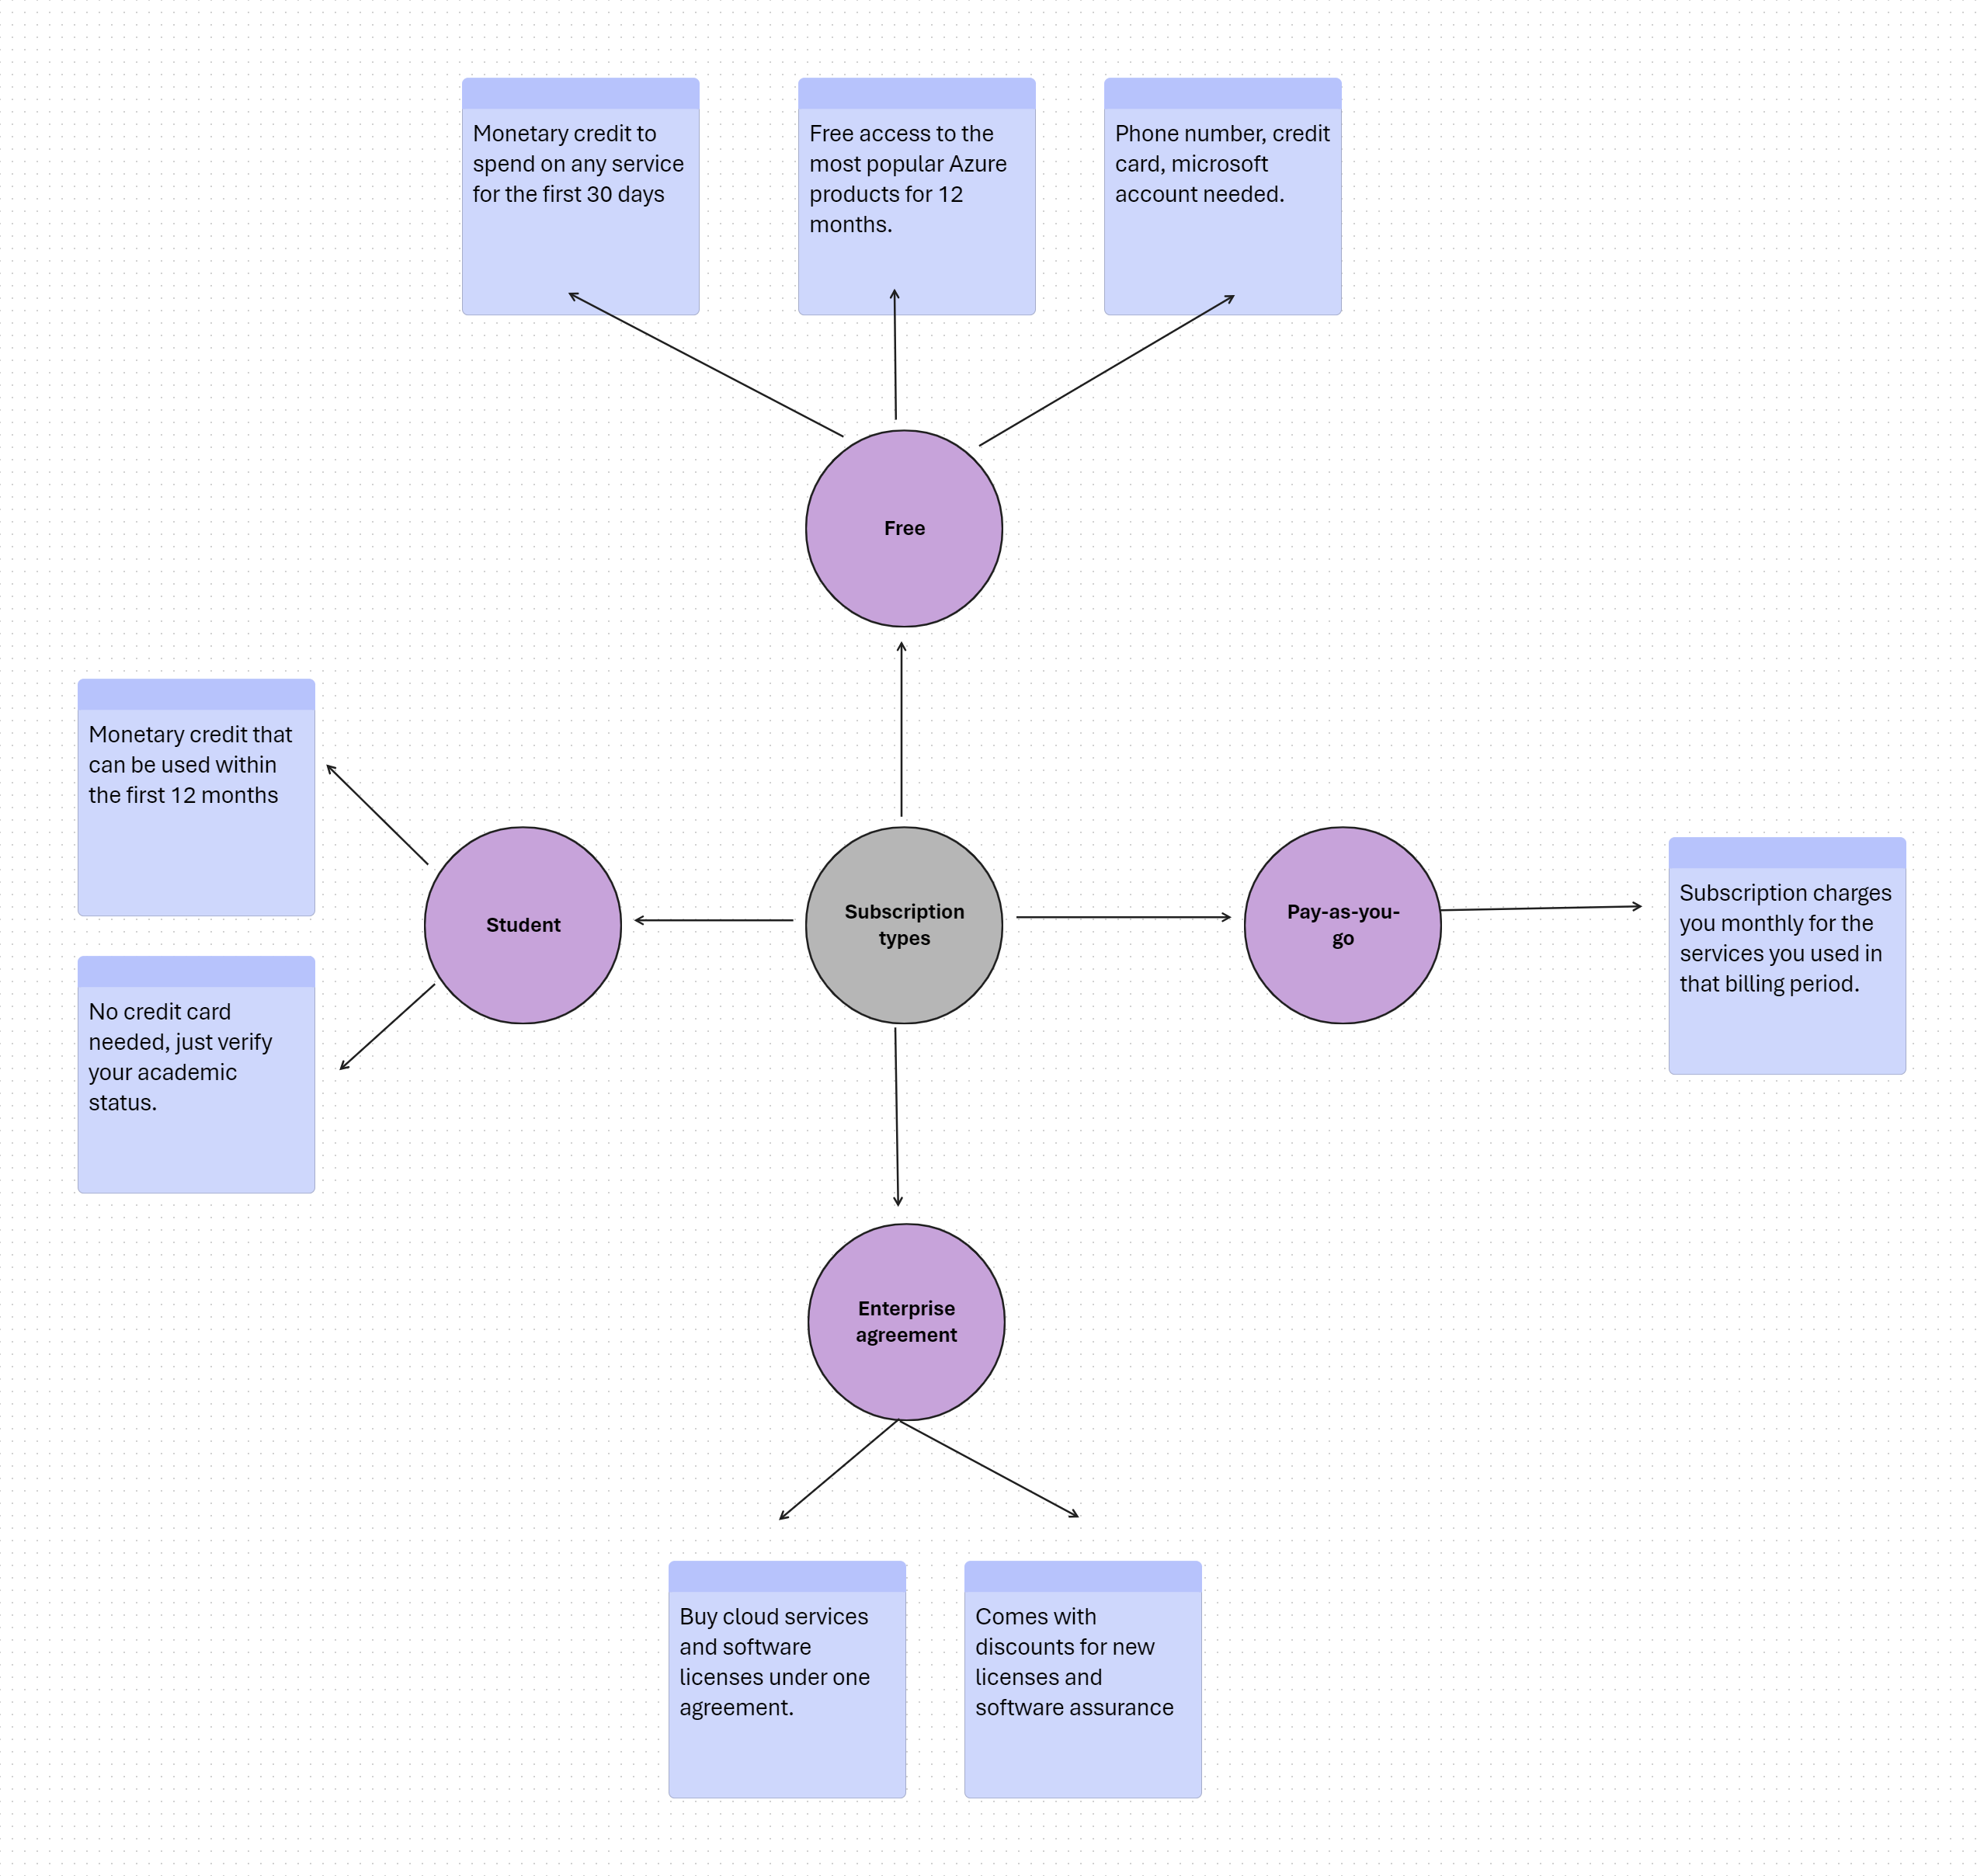 Monetary credit to
spend on any service
for the first 30 days
Free access to the
most popular Azure
products for 12
months.
Phone number, credit
card, microsoft
account needed.
Free
Monetary credit that
can be used within
the first 12 months
No credit card
needed, just verify
your academic
status.
Student
Subscription
types
Pay-as-you-
go
Subscription charges
you monthly for the
services you used in
that billing period.
Enterprise
agreement
Buy cloud services
and software
licenses under one
agreement.
Comes with
discounts for new
licenses and
software assurance